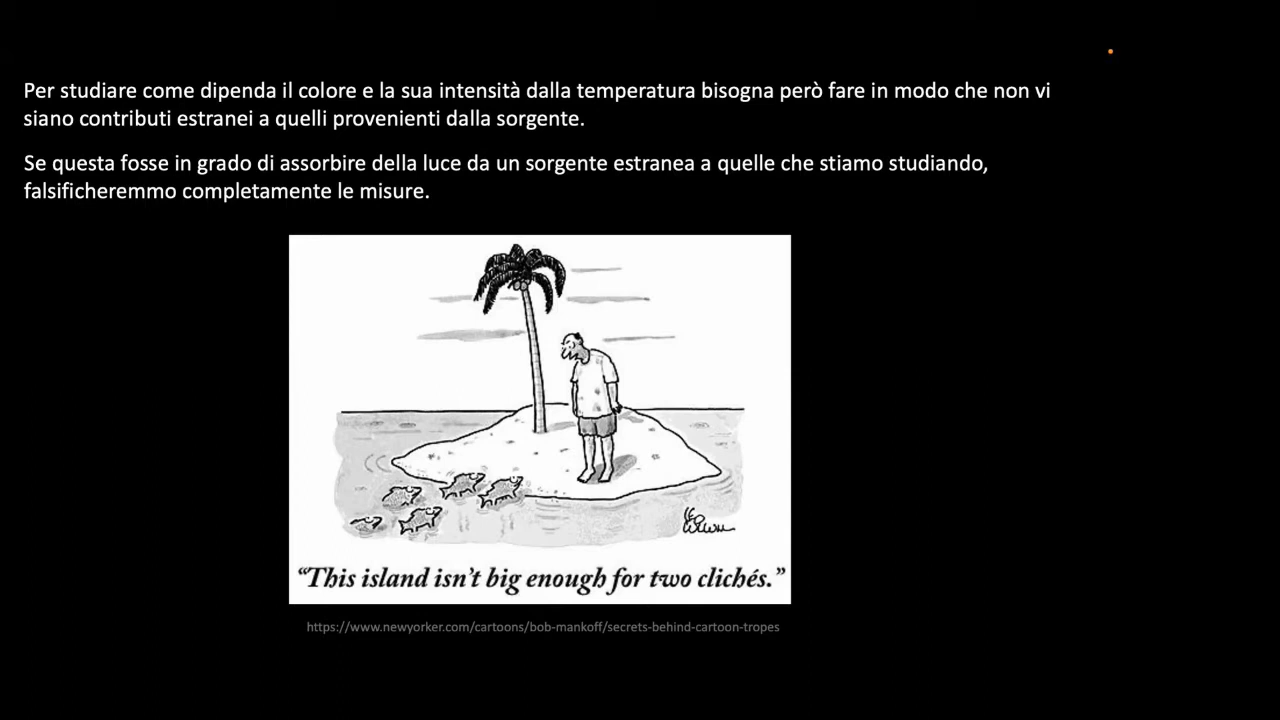 Per studiare come dipenda il colore e la sua intensità dalla temperatura bisogna però fare in modo che non vi
siano contributi estranei a quelli provenienti dalla sorgente.
Se questa fosse in grado di assorbire della luce da un sorgente estranea a quelle che stiamo studiando,
falsificheremmo completamente le misure.
“This island isn’t big enough for two clichés.”
https://www.newyorker.com/cartoons/bob-mankoff/secrets-behind-cartoon-tropes